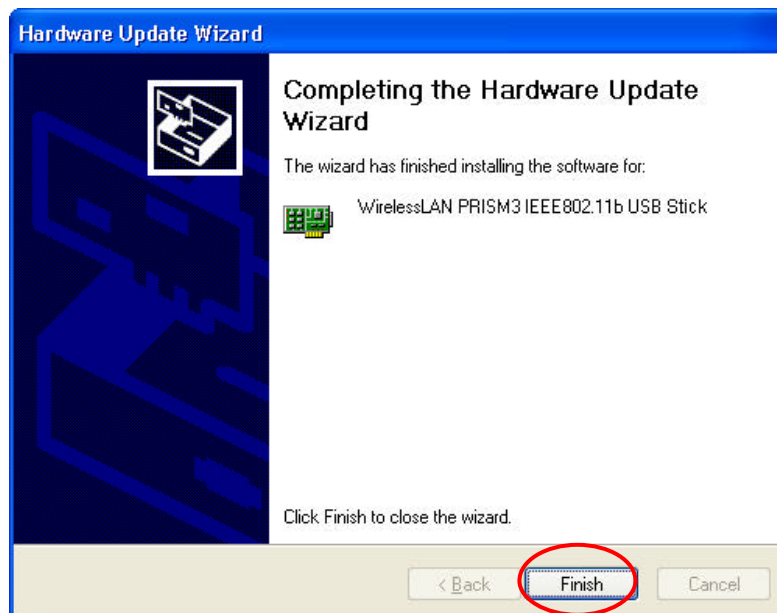 Hardware Update Wizard
Completing the Hardware Update
Wizard
The wizard has finished installing the software for:
WirelessLAN PRISM3 IEEE802.11b USB Stick
Click Finish to close the wizard.
< Back Finish Cancel